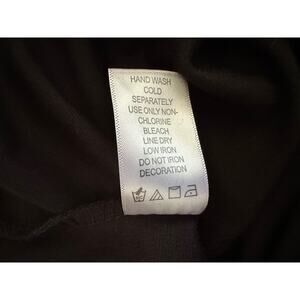 HAND WASH
COLD
SEPARATELY
USE ONLY NON-
CHLORINE
BLEACH
LINE DRY
LOW IRON
DO NOT IRON
DECORATION